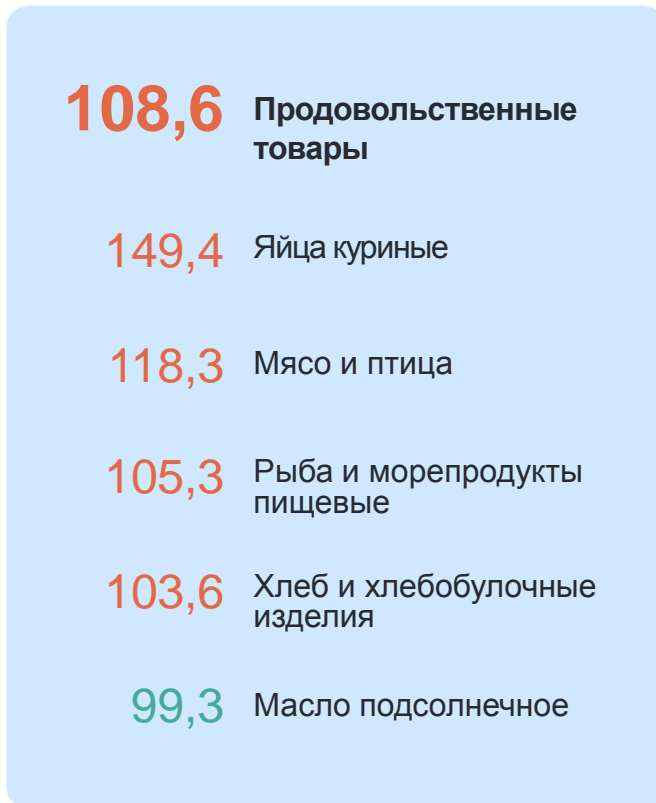 108,6 Продовольственные
товары
149,4 Яйца куриные
118,3 Мясо и птица
105,3 Рыба и морепродукты
пищевые
103,6 Хлеб и хлебобулочные
изделия
99,3 Масло подсолнечное